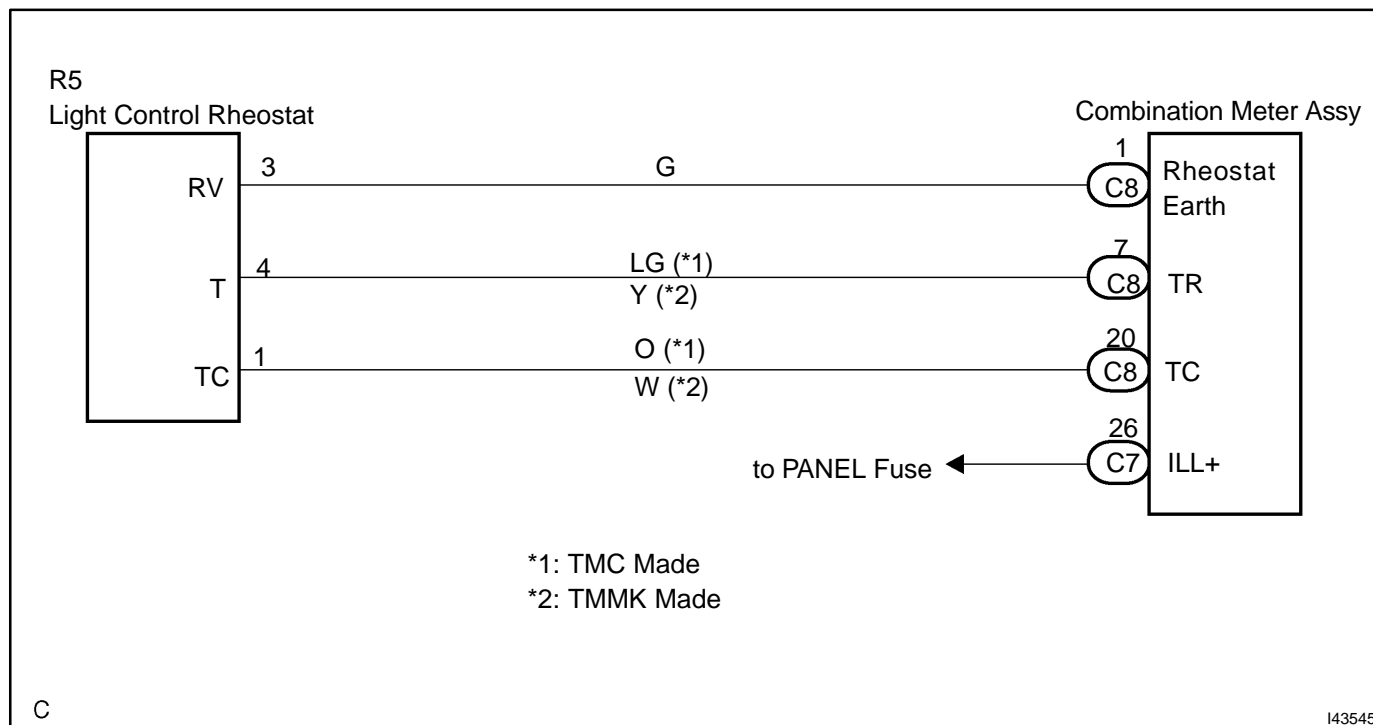 R5
Light Control Rheostat
Combination Meter Assy
RV
3
G
1
C8
Rheostat
Earth
T
4
LG (*1)
Y (*2)
7
C8
TR
TC
1
O (*1)
W (*2)
20
C8
TC
to PANEL Fuse
26
C7
ILL+
*1: TMC Made
*2: TMMK Made
C
I43545